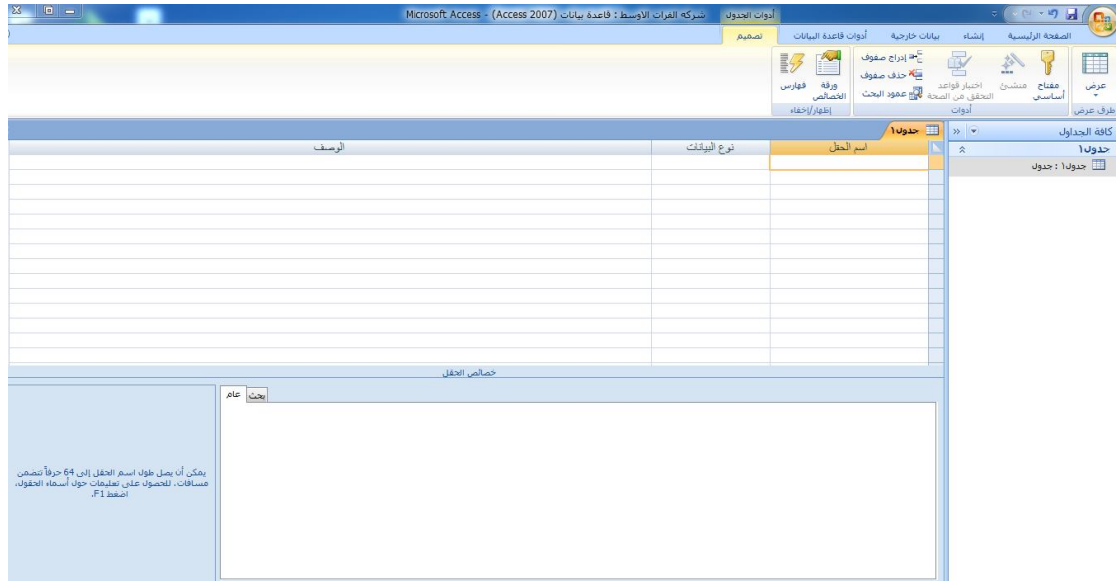 شركه الفرات الاوسط : قاعدة بيانات (Access 2007) - Microsoft Access
أدوات الجدول
الصفحة الرئيسية
إنشاء
بيانات خارجية
أدوات قاعدة البيانات
تصميم
عرض
مفتاح أساسي
منشئ
اختبار قواعد التحقق من الصحة
إدراج صفوف
حذف صفوف
عمود البحث
ورقة الخصائص
فهارس
طرق عرض
أدوات
إظهار/إخفاء
كافة الجداول
جدول١
جدول١ : جدول
جدول١
اسم الحقل
نوع البيانات
الوصف
خصائص الحقل
عام
بحث
يمكن أن يصل طول اسم الحقل إلى 64 حرفاً تتضمن
مسافات. للحصول على تعليمات حول أسماء الحقول،
اضغط F1.